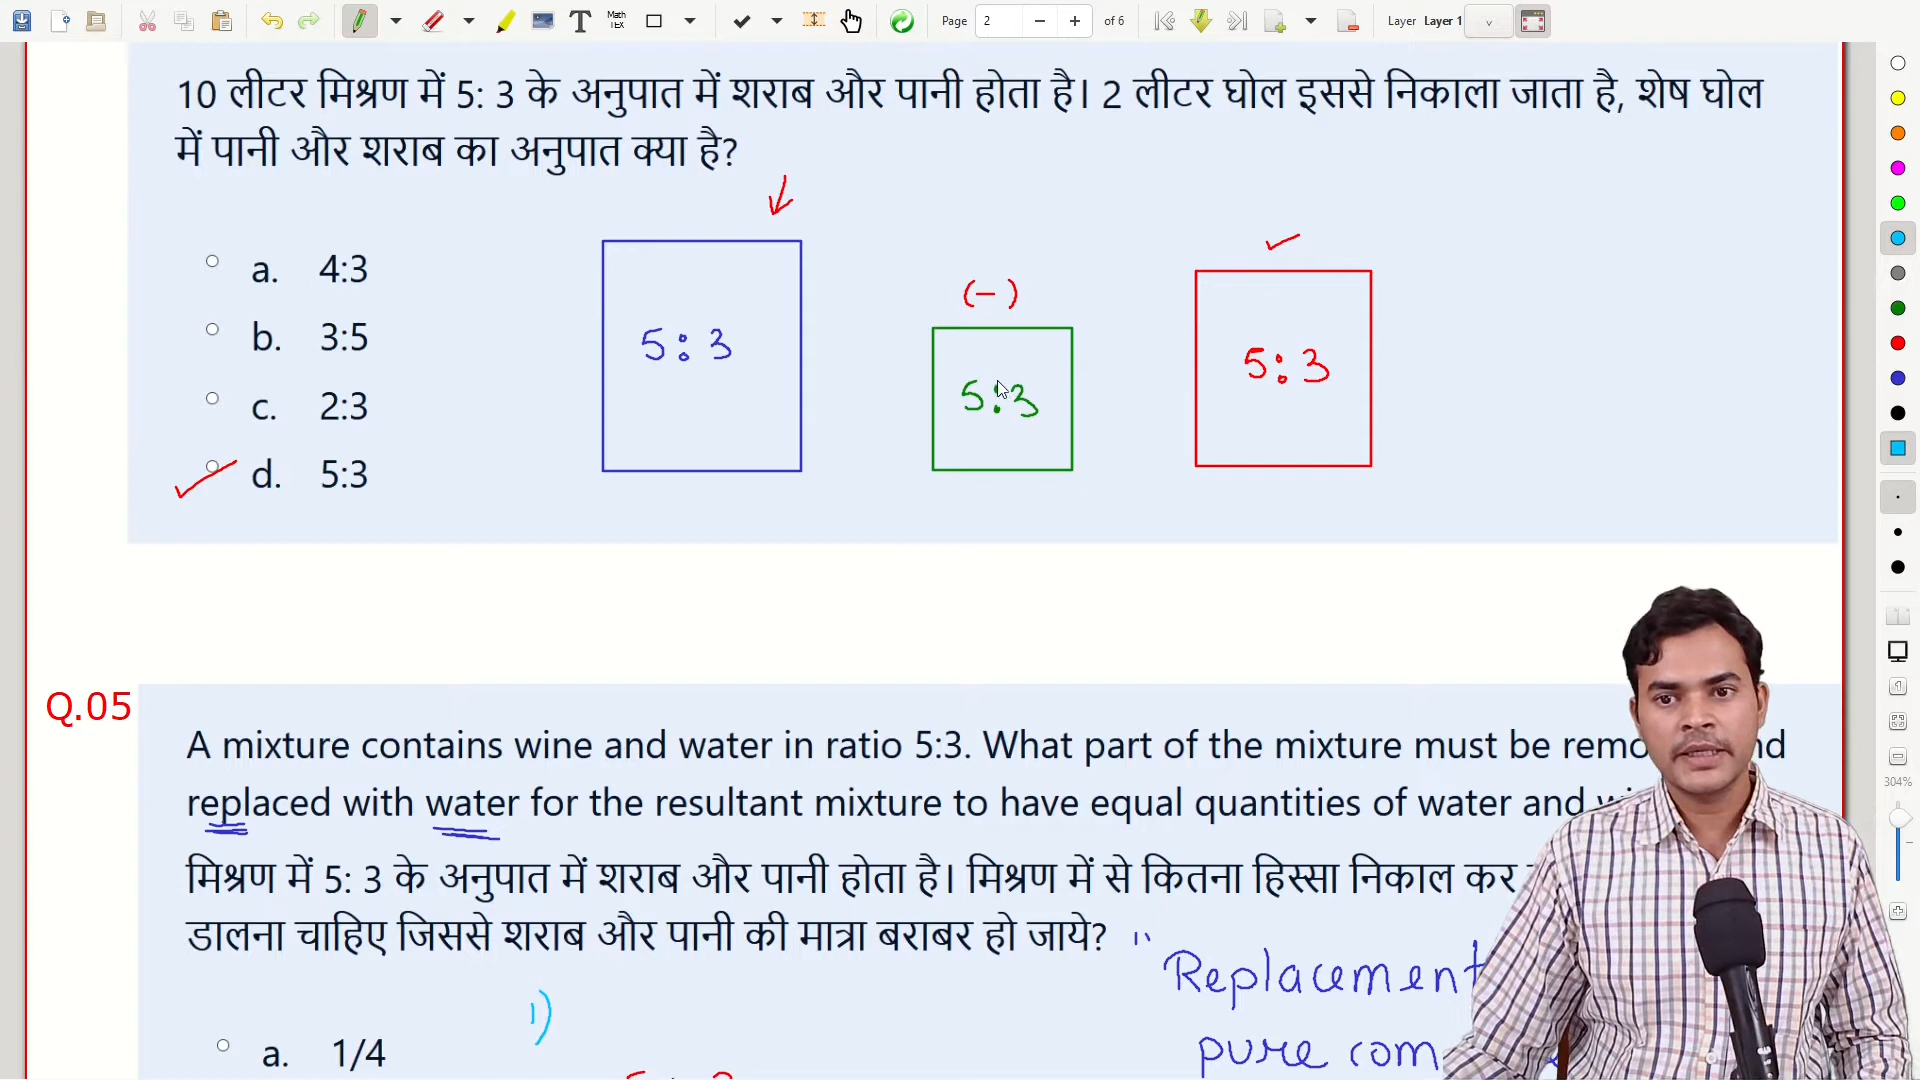 Math
TEX
Page 2 of 6
Layer Layer 1
10 लीटर मिश्रण में 5: 3 के अनुपात में शराब और पानी होता है। 2 लीटर घोल इससे निकाला जाता है, शेष घोल
में पानी और शराब का अनुपात क्या है?
a. 4:3
b. 3:5
c. 2:3
d. 5:3
5:3
(-)
5:3
5:3
304%
Q.05
A mixture contains wine and water in ratio 5:3. What part of the mixture must be
replaced with water for the resultant mixture to have equal quantities of water and
मिश्रण में 5: 3 के अनुपात में शराब और पानी होता है। मिश्रण में से कितना हिस्सा निकाल कर
डालना चाहिए जिससे शराब और पानी की मात्रा बराबर हो जाये?
"Replacement
pure
1)
a. 1/4